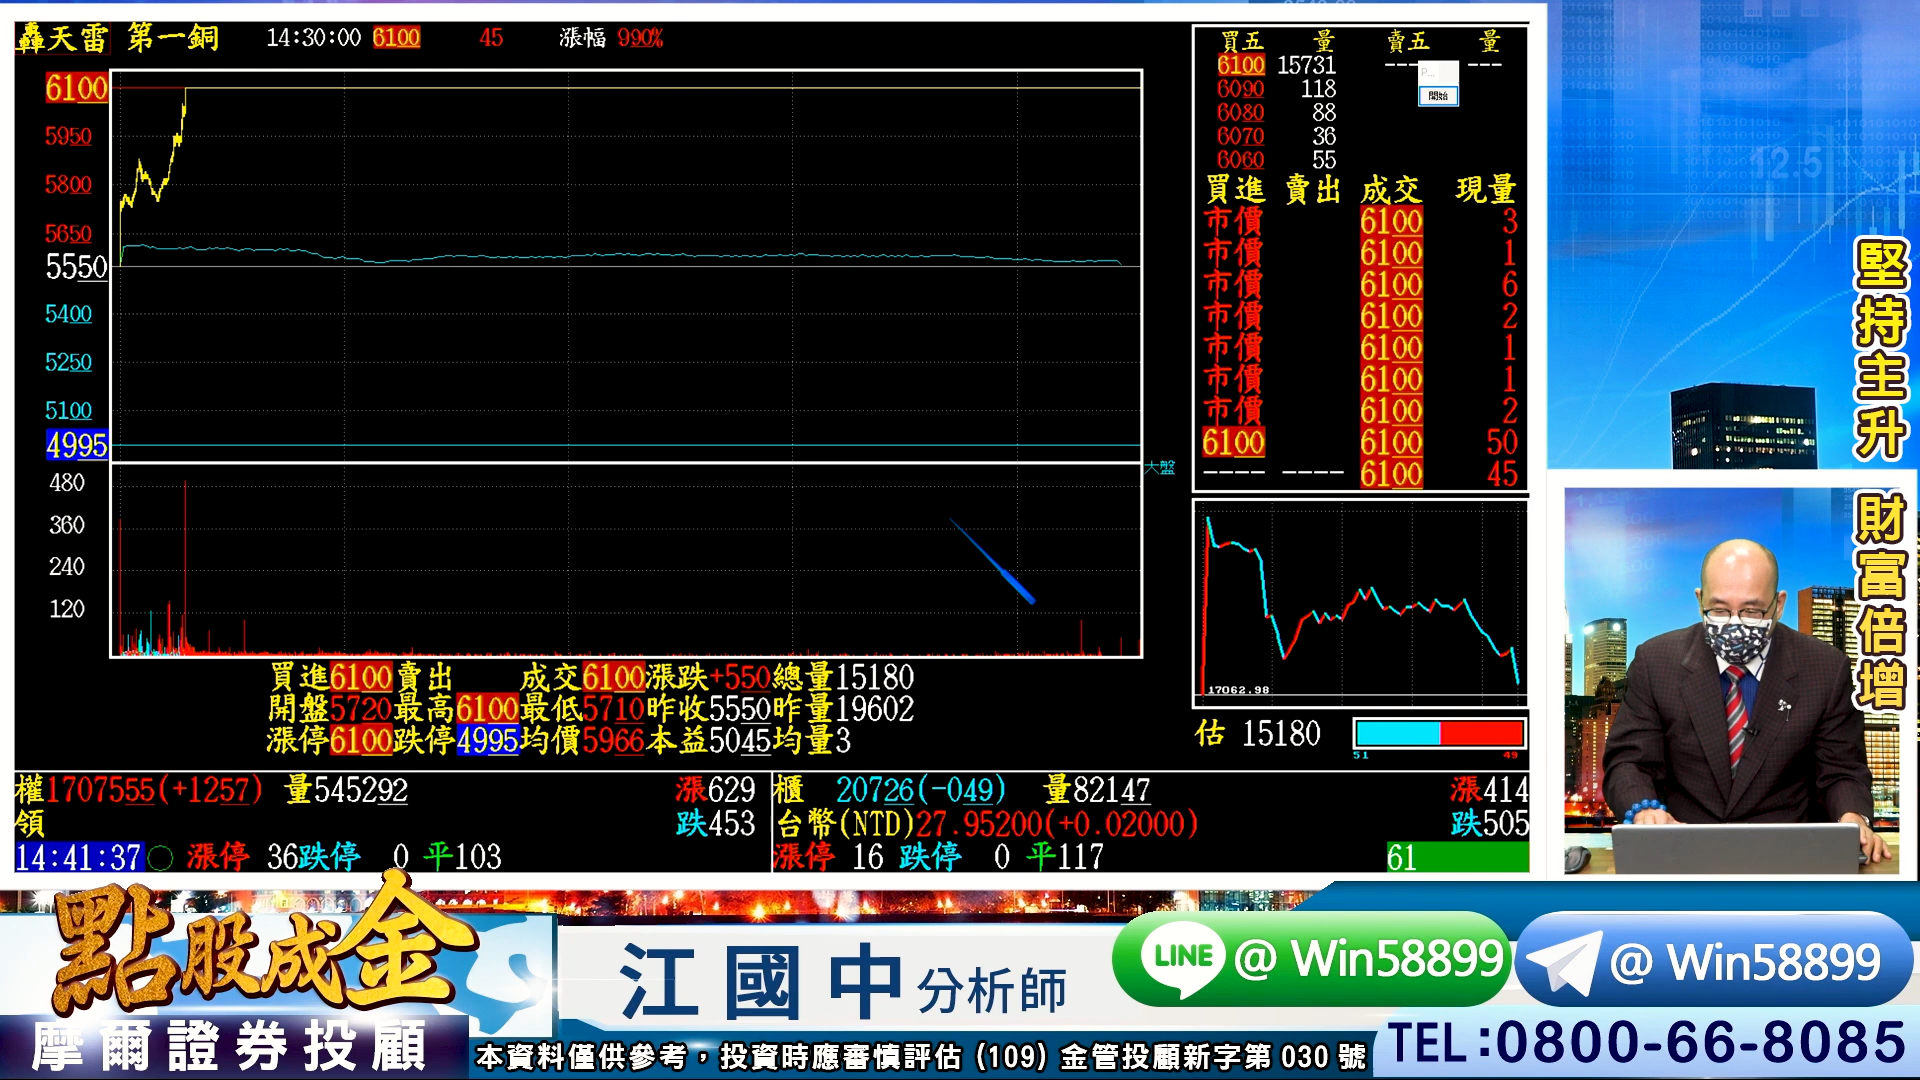 轟天雷 第一銅 14:30:00 6100 45 漲幅 990%
6100
5950
5800
5650
5550
5400
5250
5100
4995
480
360
240
120
大盤
買五 量 賣五 量
6100 15731 ---- ---
6090 118
6080 88
6070 36
6060 55
P...
開始
買進 賣出 成交 現量
市價 6100 3
市價 6100 1
市價 6100 6
市價 6100 2
市價 6100 1
市價 6100 1
市價 6100 2
6100 6100 50
---- ---- 6100 45
17062.98
估 15180
51 49
買進6100賣出 成交6100漲跌+550總量15180
開盤5720最高6100最低5710昨收5550昨量19602
漲停6100跌停4995均價5966本益5045均量3
權1707555(+1257) 量545292 漲629
領 跌453
14:41:37 漲停 36跌停 0 平103
櫃 20726(-049) 量82147 漲414
台幣(NTD)27.95200(+0.02000) 跌505
漲停 16 跌停 0 平117 61
堅持主升
財富倍增
點股成金
摩爾證券投顧
江國中 分析師
LINE @ Win58899
@ Win58899
本資料僅供參考，投資時應審慎評估 (109) 金管投顧新字第 030 號
TEL:0800-66-8085